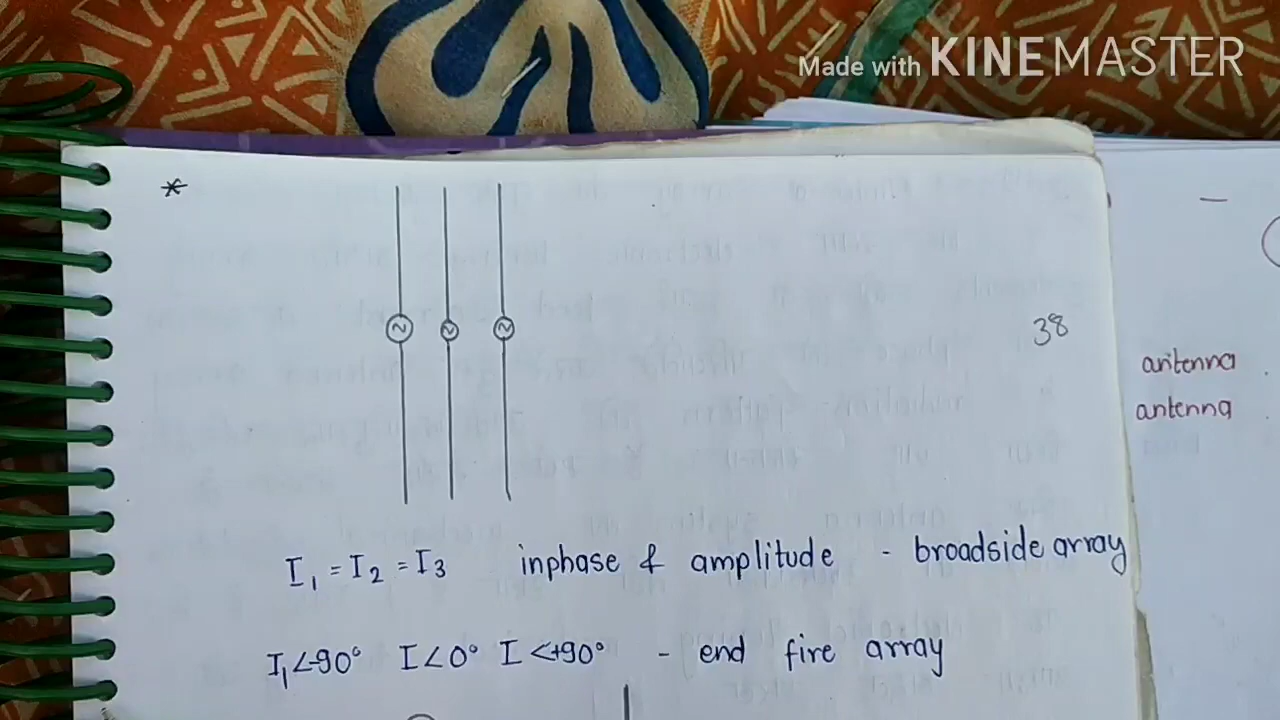 Made with KINEMASTER
*
38
antenna .
antenna .
I₁ = I₂ = I₃ inphase & amplitude - broadside array
I₁∠-90° I∠0° I∠+90° - end fire array